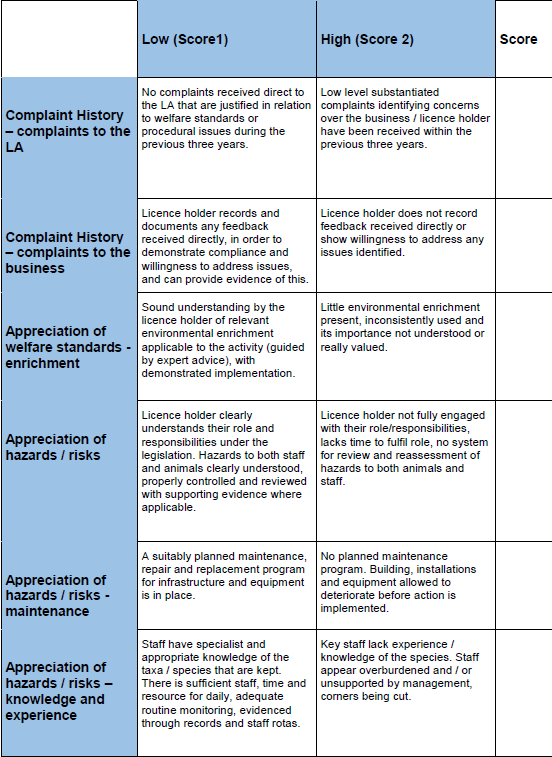 Low (Score1)
High (Score 2)
Score
Complaint History
– complaints to the
LA
No complaints received direct to
the LA that are justified in relation
to welfare standards or
procedural issues during the
previous three years.
Low level substantiated
complaints identifying concerns
over the business / licence holder
have been received within the
previous three years.
Complaint History
– complaints to the
business
Licence holder records and
documents any feedback
received directly, in order to
demonstrate compliance and
willingness to address issues,
and can provide evidence of this.
Licence holder does not record
feedback received directly or
show willingness to address any
issues identified.
Appreciation of
welfare standards -
enrichment
Sound understanding by the
licence holder of relevant
environmental enrichment
applicable to the activity (guided
by expert advice), with
demonstrated implementation.
Little environmental enrichment
present, inconsistently used and
its importance not understood or
really valued.
Appreciation of
hazards / risks
Licence holder clearly
understands their role and
responsibilities under the
legislation. Hazards to both staff
and animals clearly understood,
properly controlled and reviewed
with supporting evidence where
applicable.
Licence holder not fully engaged
with their role/responsibilities,
lacks time to fulfil role, no system
for review and reassessment of
hazards to both animals and
staff.
Appreciation of
hazards / risks -
maintenance
A suitably planned maintenance,
repair and replacement program
for infrastructure and equipment
is in place.
No planned maintenance
program. Building, installations
and equipment allowed to
deteriorate before action is
implemented.
Appreciation of
hazards / risks –
knowledge and
experience
Staff have specialist and
appropriate knowledge of the
taxa / species that are kept.
There is sufficient staff, time and
resource for daily, adequate
routine monitoring, evidenced
through records and staff rotas.
Key staff lack experience /
knowledge of the species. Staff
appear overburdened and / or
unsupported by management,
corners being cut.